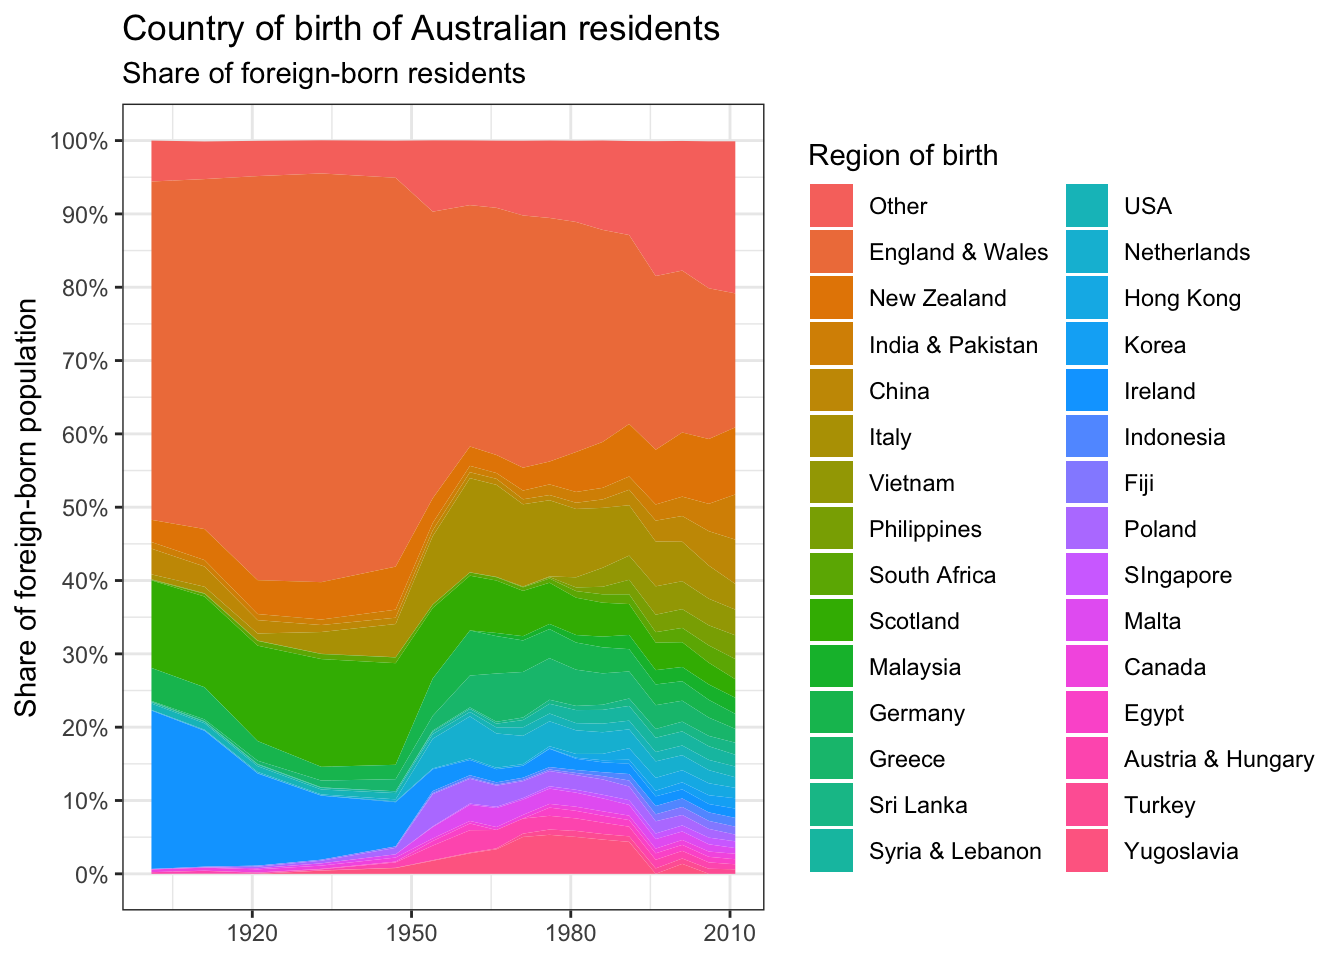 Country of birth of Australian residents
Share of foreign-born residents
Share of foreign-born population
100%
90%
80%
70%
60%
50%
40%
30%
20%
10%
0%
1920
1950
1980
2010
Region of birth
Other
England & Wales
New Zealand
India & Pakistan
China
Italy
Vietnam
Philippines
South Africa
Scotland
Malaysia
Germany
Greece
Sri Lanka
Syria & Lebanon
USA
Netherlands
Hong Kong
Korea
Ireland
Indonesia
Fiji
Poland
SIngapore
Malta
Canada
Egypt
Austria & Hungary
Turkey
Yugoslavia